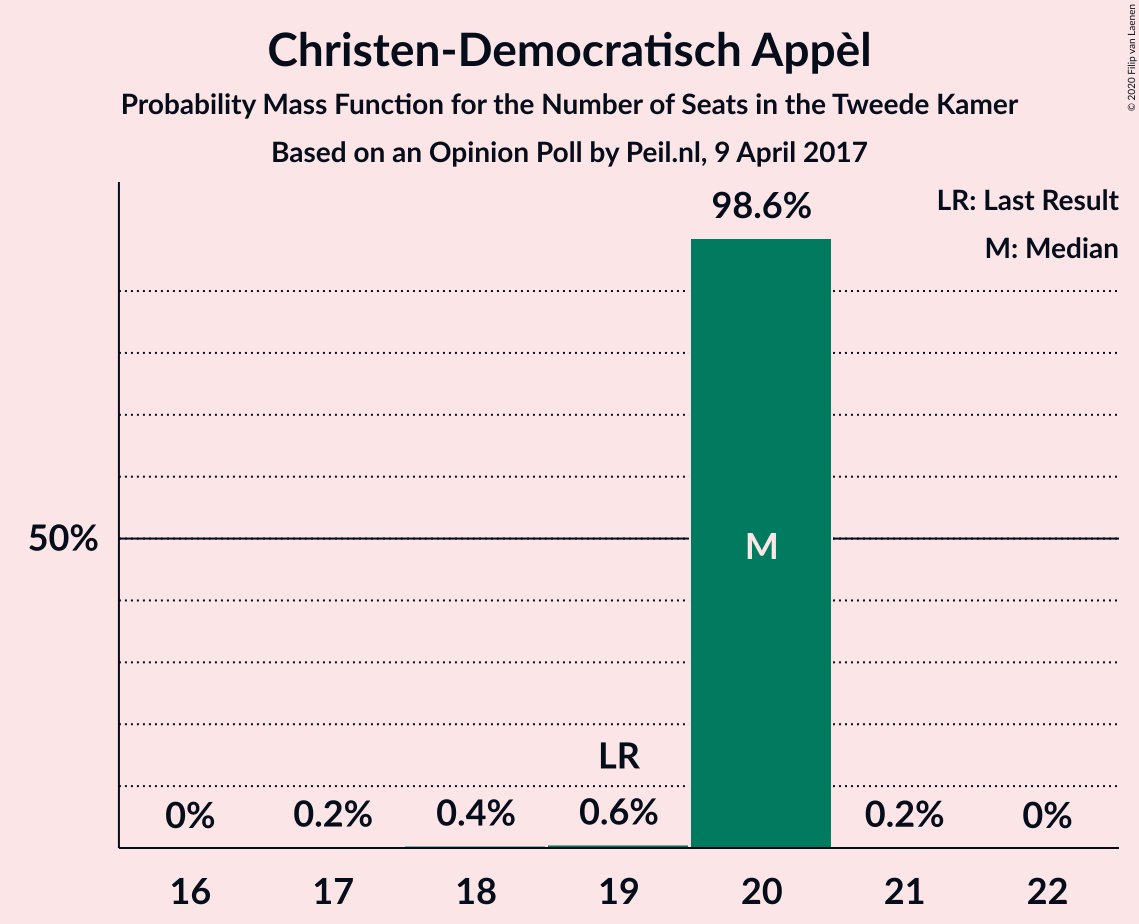 Christen-Democratisch Appèl
Probability Mass Function for the Number of Seats in the Tweede Kamer
Based on an Opinion Poll by Peil.nl, 9 April 2017
© 2020 Filip van Laenen
LR: Last Result
M: Median
98.6%
50%
M
LR
0%
0.2%
0.4%
0.6%
0.2%
0%
16
17
18
19
20
21
22